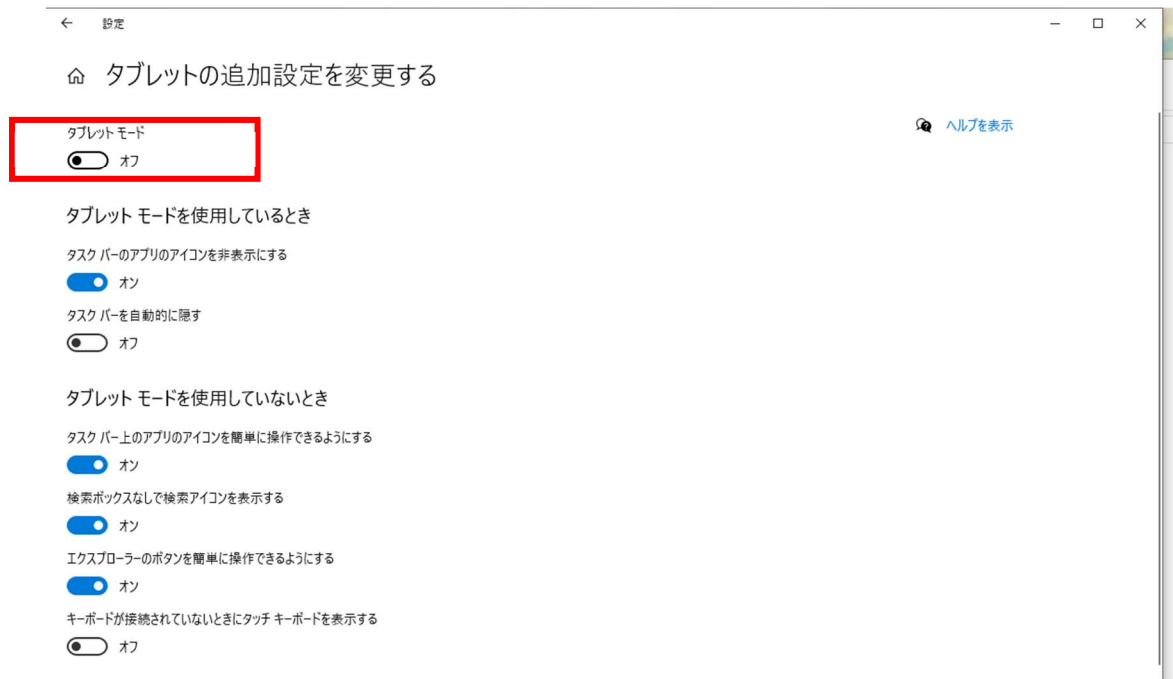 設定
タブレットの追加設定を変更する
タブレット モード
オフ
ヘルプを表示
タブレット モードを使用しているとき
タスク バーのアプリのアイコンを非表示にする
オン
タスク バーを自動的に隠す
オフ
タブレット モードを使用していないとき
タスク バー上のアプリのアイコンを簡単に操作できるようにする
オン
検索ボックスなしで検索アイコンを表示する
オン
エクスプローラーのボタンを簡単に操作できるようにする
オン
キーボードが接続されていないときにタッチ キーボードを表示する
オフ